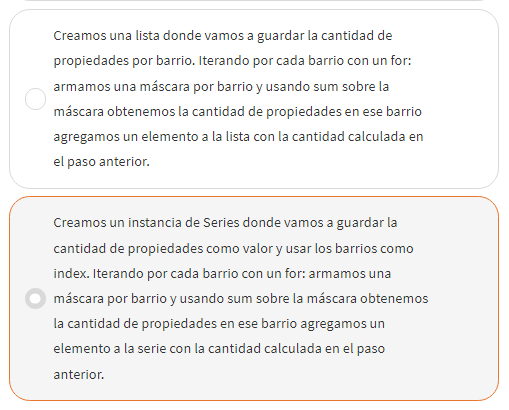 Creamos una lista donde vamos a guardar la cantidad de
propiedades por barrio. Iterando por cada barrio con un for:
armamos una máscara por barrio y usando sum sobre la
máscara obtenemos la cantidad de propiedades en ese barrio
agregamos un elemento a la lista con la cantidad calculada en
el paso anterior.
Creamos un instancia de Series donde vamos a guardar la
cantidad de propiedades como valor y usar los barrios como
index. Iterando por cada barrio con un for: armamos una
máscara por barrio y usando sum sobre la máscara obtenemos
la cantidad de propiedades en ese barrio agregamos un
elemento a la serie con la cantidad calculada en el paso
anterior.